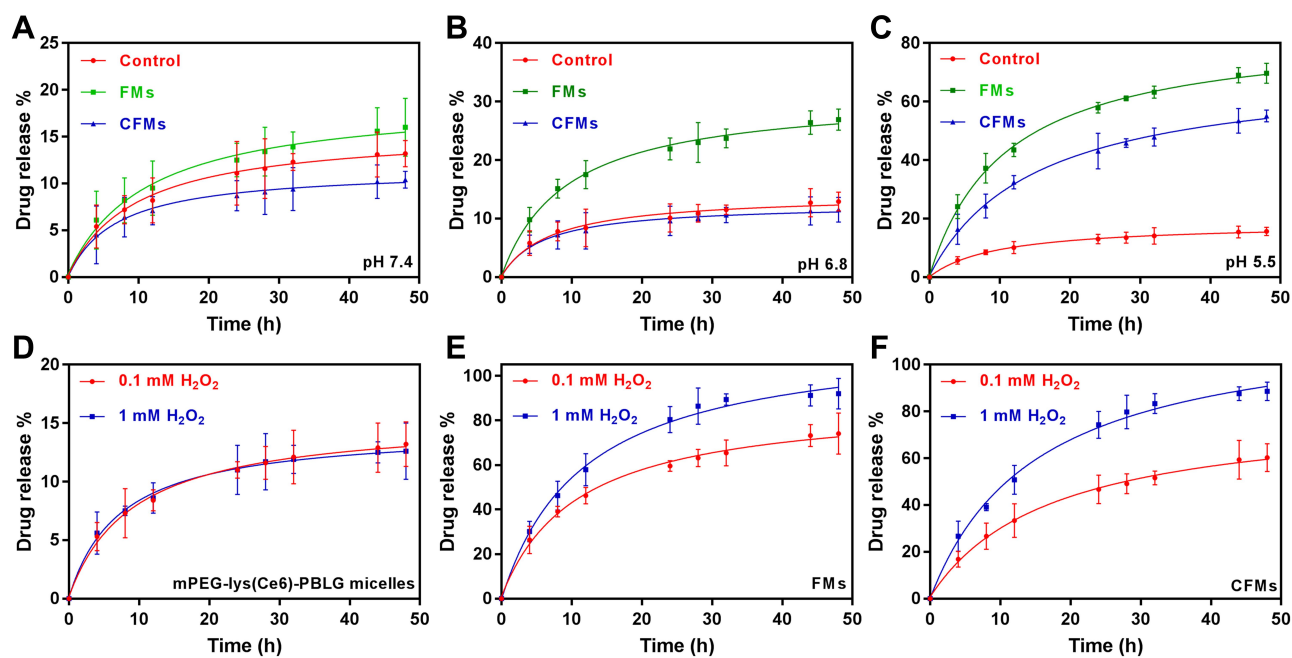 A
Drug release %
25
20
15
10
5
0
Control
FMs
CFMs
pH 7.4
0 10 20 30 40 50
Time (h)
B
Drug release %
40
30
20
10
0
Control
FMs
CFMs
pH 6.8
0 10 20 30 40 50
Time (h)
C
Drug release %
80
60
40
20
0
Control
FMs
CFMs
pH 5.5
0 10 20 30 40 50
Time (h)
D
Drug release %
20
15
10
5
0
0.1 mM H₂O₂
1 mM H₂O₂
mPEG-lys(Ce6)-PBLG micelles
0 10 20 30 40 50
Time (h)
E
Drug release %
100
80
60
40
20
0
0.1 mM H₂O₂
1 mM H₂O₂
FMs
0 10 20 30 40 50
Time (h)
F
Drug release %
100
80
60
40
20
0
0.1 mM H₂O₂
1 mM H₂O₂
CFMs
0 10 20 30 40 50
Time (h)